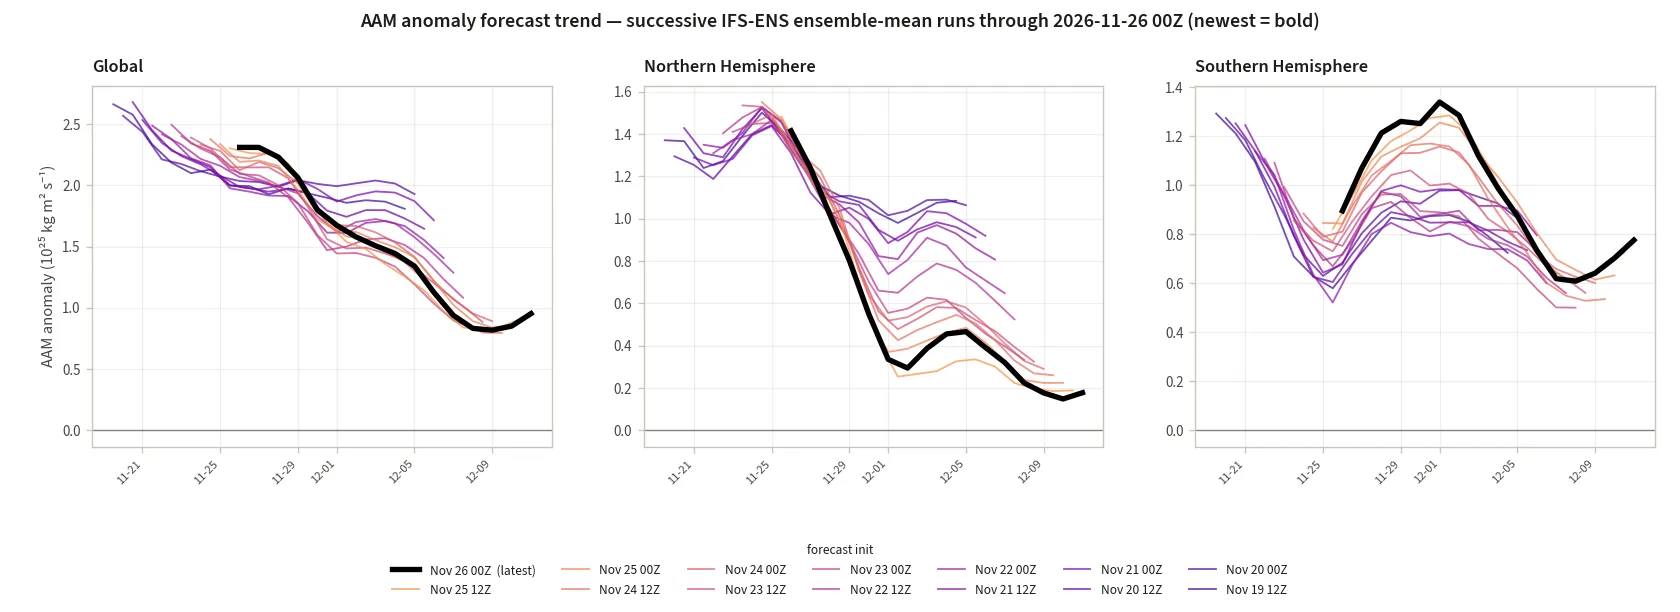 AAM anomaly forecast trend — successive IFS-ENS ensemble-mean runs through 2026-11-26 00Z (newest = bold)
Global
Northern Hemisphere
Southern Hemisphere
AAM anomaly (10²⁵ kg m² s⁻¹)
2.5
2.0
1.5
1.0
0.5
0.0
11-21
11-25
11-29
12-01
12-05
12-09
1.6
1.4
1.2
1.0
0.8
0.6
0.4
0.2
0.0
11-21
11-25
11-29
12-01
12-05
12-09
1.4
1.2
1.0
0.8
0.6
0.4
0.2
0.0
11-21
11-25
11-29
12-01
12-05
12-09
forecast init
Nov 26 00Z (latest)
Nov 25 00Z
Nov 24 00Z
Nov 23 00Z
Nov 22 00Z
Nov 21 00Z
Nov 20 00Z
Nov 25 12Z
Nov 24 12Z
Nov 23 12Z
Nov 22 12Z
Nov 21 12Z
Nov 20 12Z
Nov 19 12Z